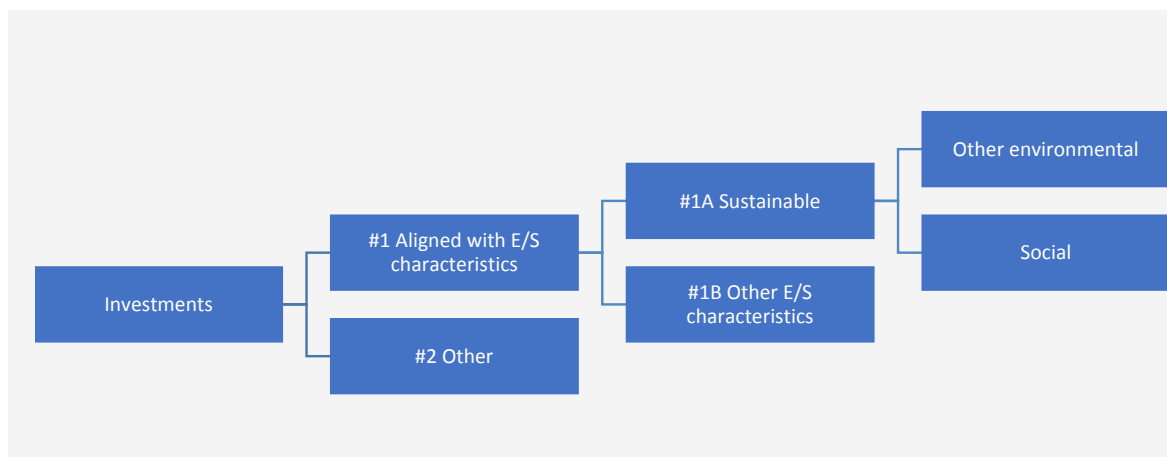 Investments
#1 Aligned with E/S
characteristics
#2 Other
#1A Sustainable
#1B Other E/S
characteristics
Other environmental
Social